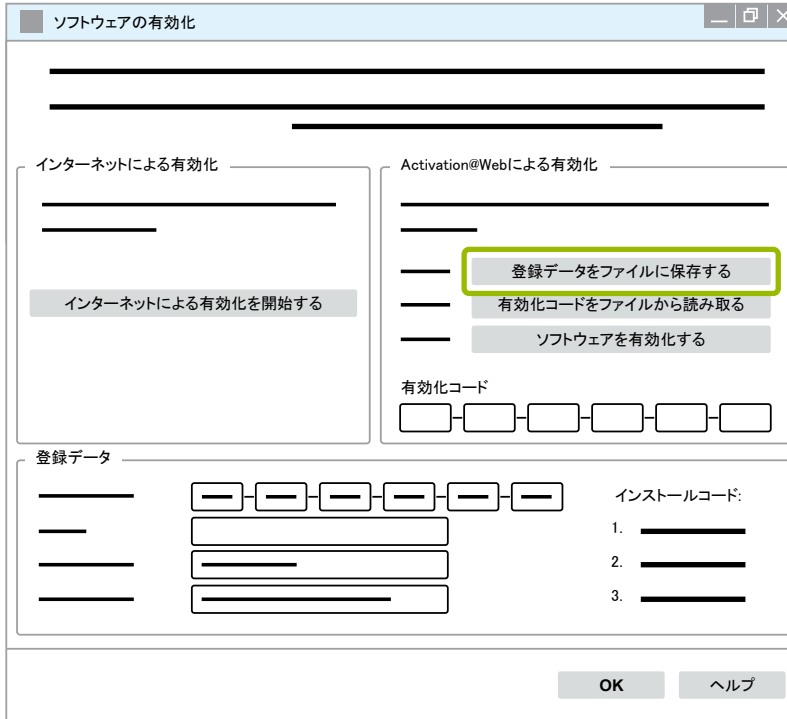 ソフトウェアの有効化
インターネットによる有効化
インターネットによる有効化を開始する
Activation@Webによる有効化
登録データをファイルに保存する
有効化コードをファイルから読み取る
ソフトウェアを有効化する
有効化コード
登録データ
インストールコード:
1.
2.
3.
OK
ヘルプ